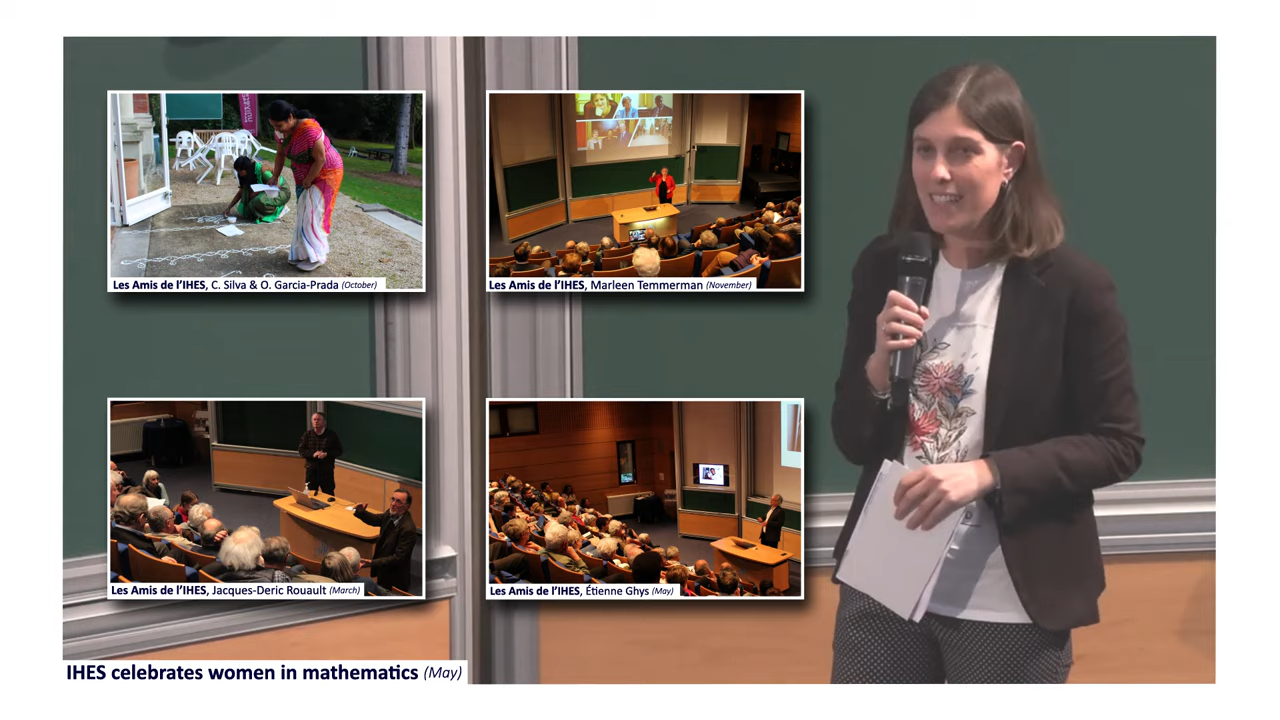 Les Amis de l'IHES, C. Silva & O. Garcia-Prada (October)
Les Amis de l'IHES, Marleen Temmerman (November)
Les Amis de l'IHES, Jacques-Deric Rouault (March)
Les Amis de l'IHES, Étienne Ghys (May)
IHES celebrates women in mathematics (May)